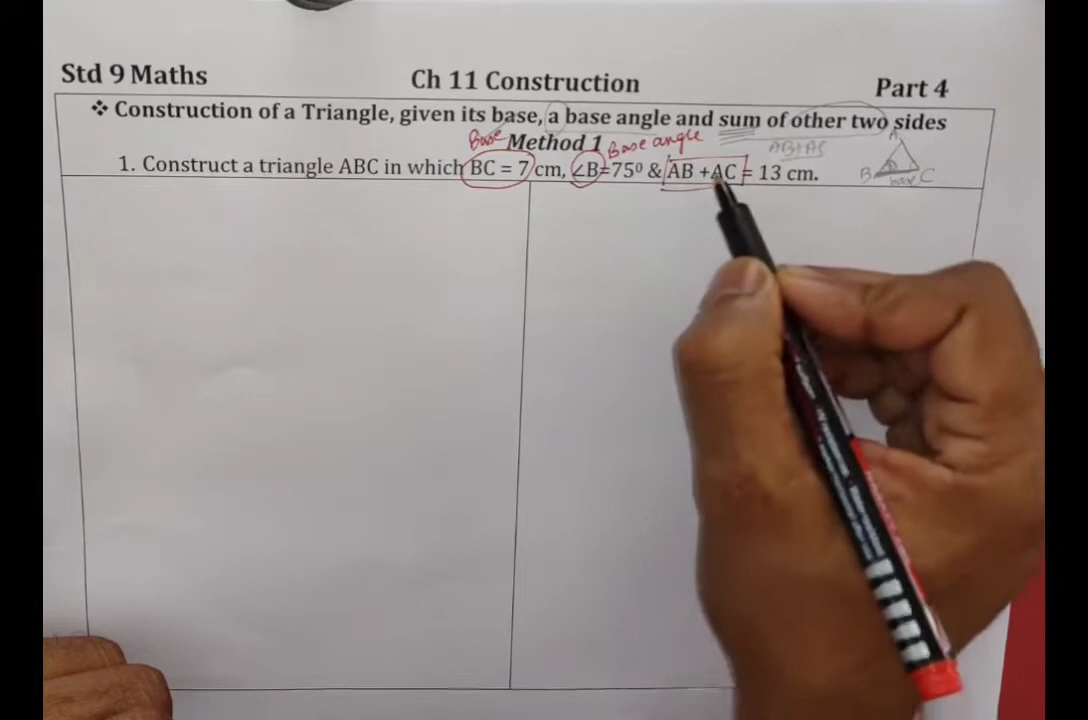 Std 9 Maths Ch 11 Construction Part 4
❖ Construction of a Triangle, given its base, a base angle and sum of other two sides
Base Method 1 Base angle AB+AC A
1. Construct a triangle ABC in which BC = 7 cm, ∠B=75⁰ & AB +AC = 13 cm. B base C